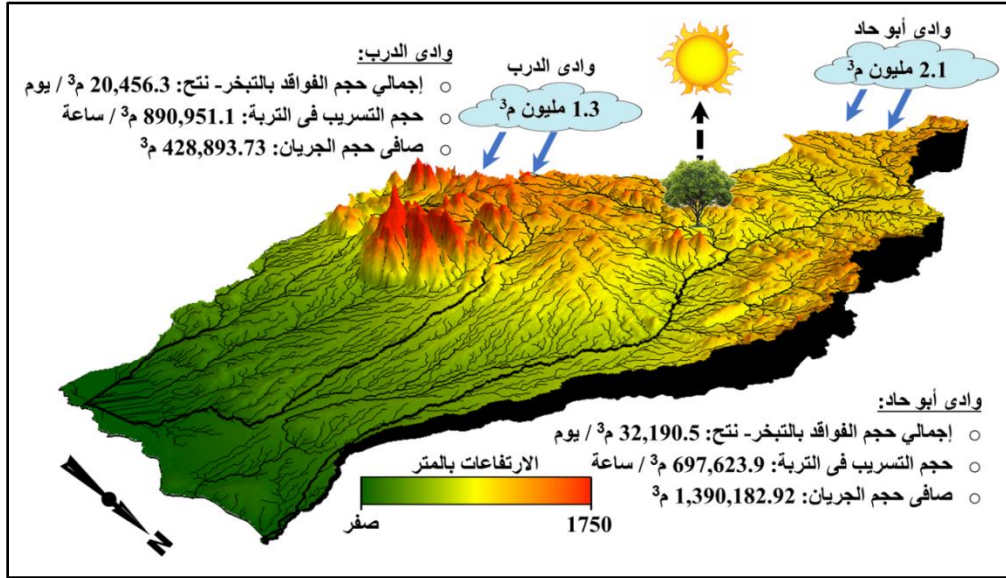 وادى أبو حاد
2.1 مليون م³
وادى الدرب
1.3 مليون م³
وادى الدرب:
○ إجمالي حجم الفواقد بالتبخر- نتح: 20,456.3 م³ / يوم
○ حجم التسريب فى التربة: 890,951.1 م³ / ساعة
○ صافى حجم الجريان: 428,893.73 م³
وادى أبو حاد:
○ إجمالي حجم الفواقد بالتبخر- نتح: 32,190.5 م³ / يوم
○ حجم التسريب فى التربة: 697,623.9 م³ / ساعة
○ صافى حجم الجريان: 1,390,182.92 م³
الارتفاعات بالمتر
1750
صفر
N